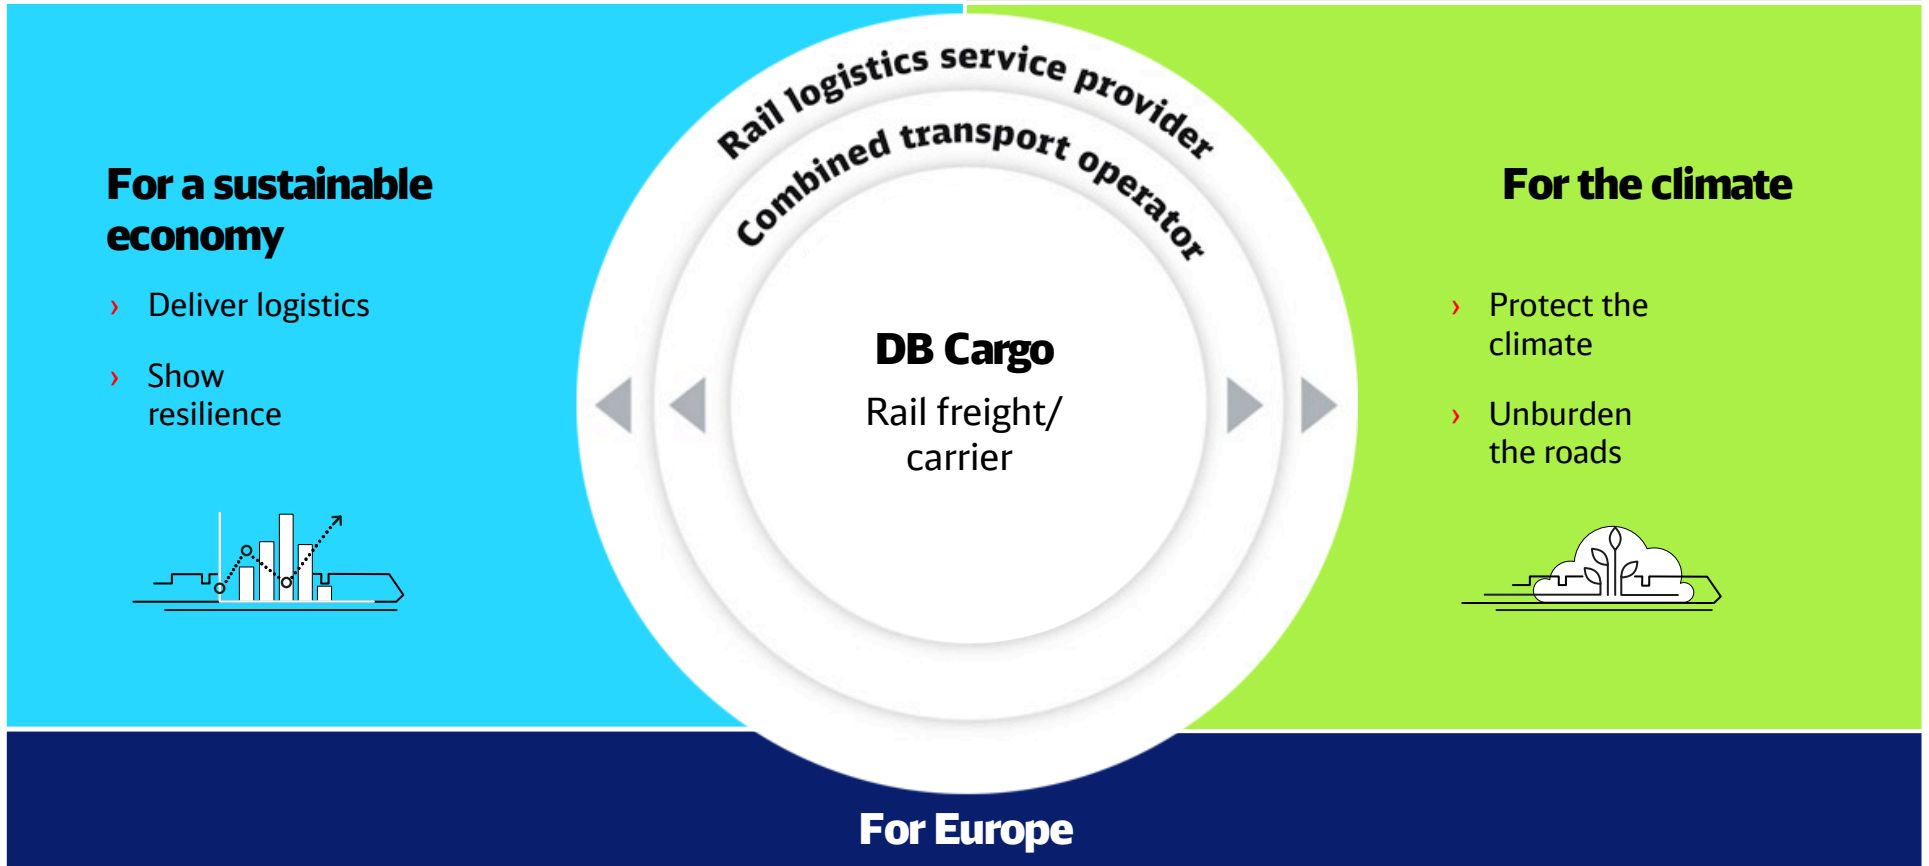 Rail logistics service provider
Combined transport operator
For a sustainable
economy
› Deliver logistics
› Show
resilience
DB Cargo
Rail freight/
carrier
For the climate
› Protect the
climate
› Unburden
the roads
For Europe